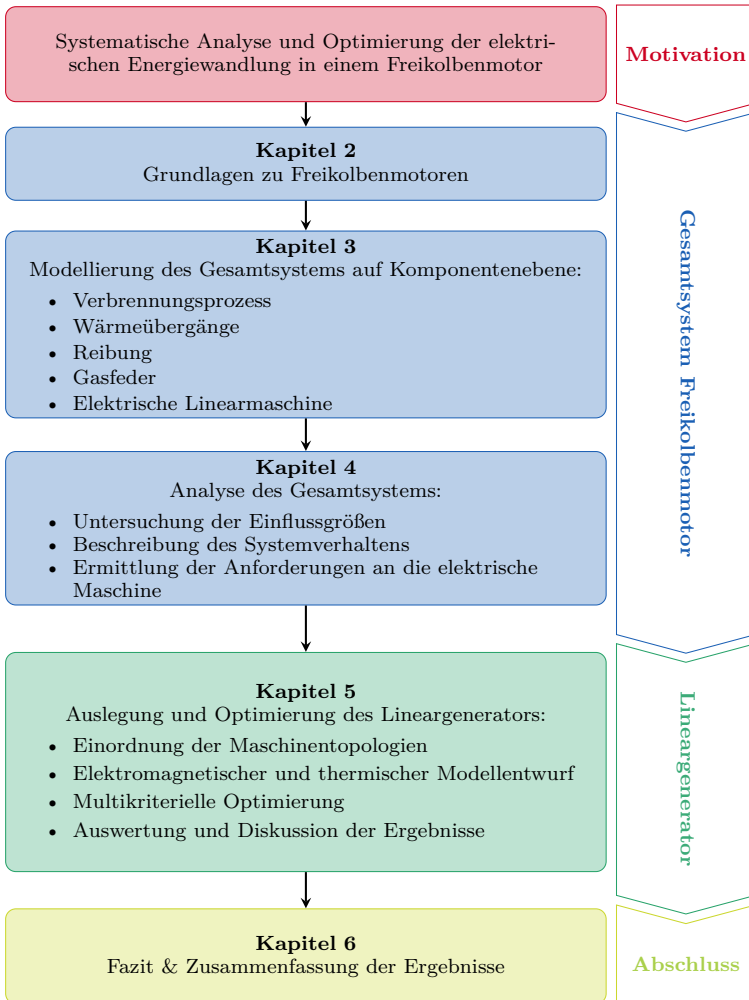 Systematische Analyse und Optimierung der elektri-
schen Energiewandlung in einem Freikolbenmotor
Motivation
Kapitel 2
Grundlagen zu Freikolbenmotoren
Kapitel 3
Modellierung des Gesamtsystems auf Komponentenebene:
• Verbrennungsprozess
• Wärmeübergänge
• Reibung
• Gasfeder
• Elektrische Linearmaschine
Kapitel 4
Analyse des Gesamtsystems:
• Untersuchung der Einflussgrößen
• Beschreibung des Systemverhaltens
• Ermittlung der Anforderungen an die elektrische
Maschine
Gesamtsystem Freikolbenmotor
Kapitel 5
Auslegung und Optimierung des Lineargenerators:
• Einordnung der Maschinentopologien
• Elektromagnetischer und thermischer Modellentwurf
• Multikriterielle Optimierung
• Auswertung und Diskussion der Ergebnisse
Lineargenerator
Kapitel 6
Fazit & Zusammenfassung der Ergebnisse
Abschluss